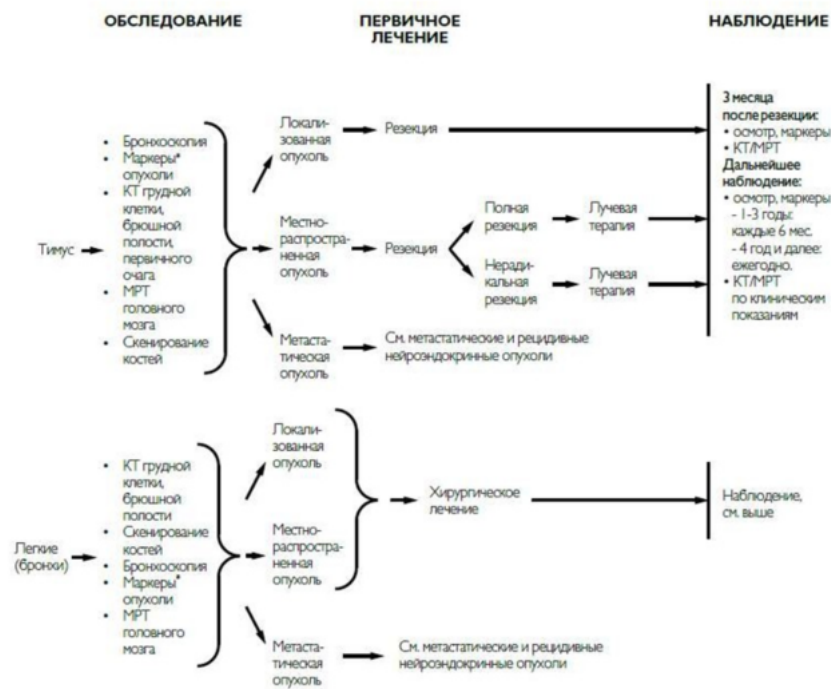 ОБСЛЕДОВАНИЕ
ПЕРВИЧНОЕ
ЛЕЧЕНИЕ
НАБЛЮДЕНИЕ
Тимус
• Бронхоскопия
• Маркеры*
опухоли
• КТ грудной
клетки,
брюшной
полости,
первичного
очага
• МРТ
головного
мозга
• Скенирование
костей
Локали-
зованная
опухоль
Резекция
Местно-
распростра-
ненная
опухоль
Резекция
Полная
резекция
Лучевая
терапия
Неради-
кальная
резекция
Лучевая
терапия
Метаста-
тическая
опухоль
См. метастатические и рецидивные
нейроэндокринные опухоли
3 месяца
после резекции:
• осмотр, маркеры
• КТ/МРТ
Дальнейшее
наблюдение:
• осмотр, маркеры
- 1-3 годы:
каждые 6 мес.
- 4 год и далее:
ежегодно.
• КТ/МРТ
по клиническим
показаниям
Легкие
(бронхи)
• КТ грудной
клетки,
брюшной
полости
• Скенирование
костей
• Бронхоскопия
• Маркеры*
опухоли
• МРТ
головного
мозга
Локали-
зованная
опухоль
Местно-
распростра-
ненная
опухоль
Хирургическое
лечение
Наблюдение,
см. выше
Метаста-
тическая
опухоль
См. метастатические и рецидивные
нейроэндокринные опухоли